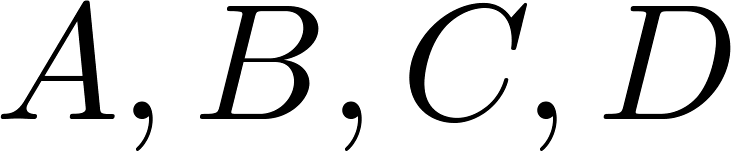 A, B, C, D